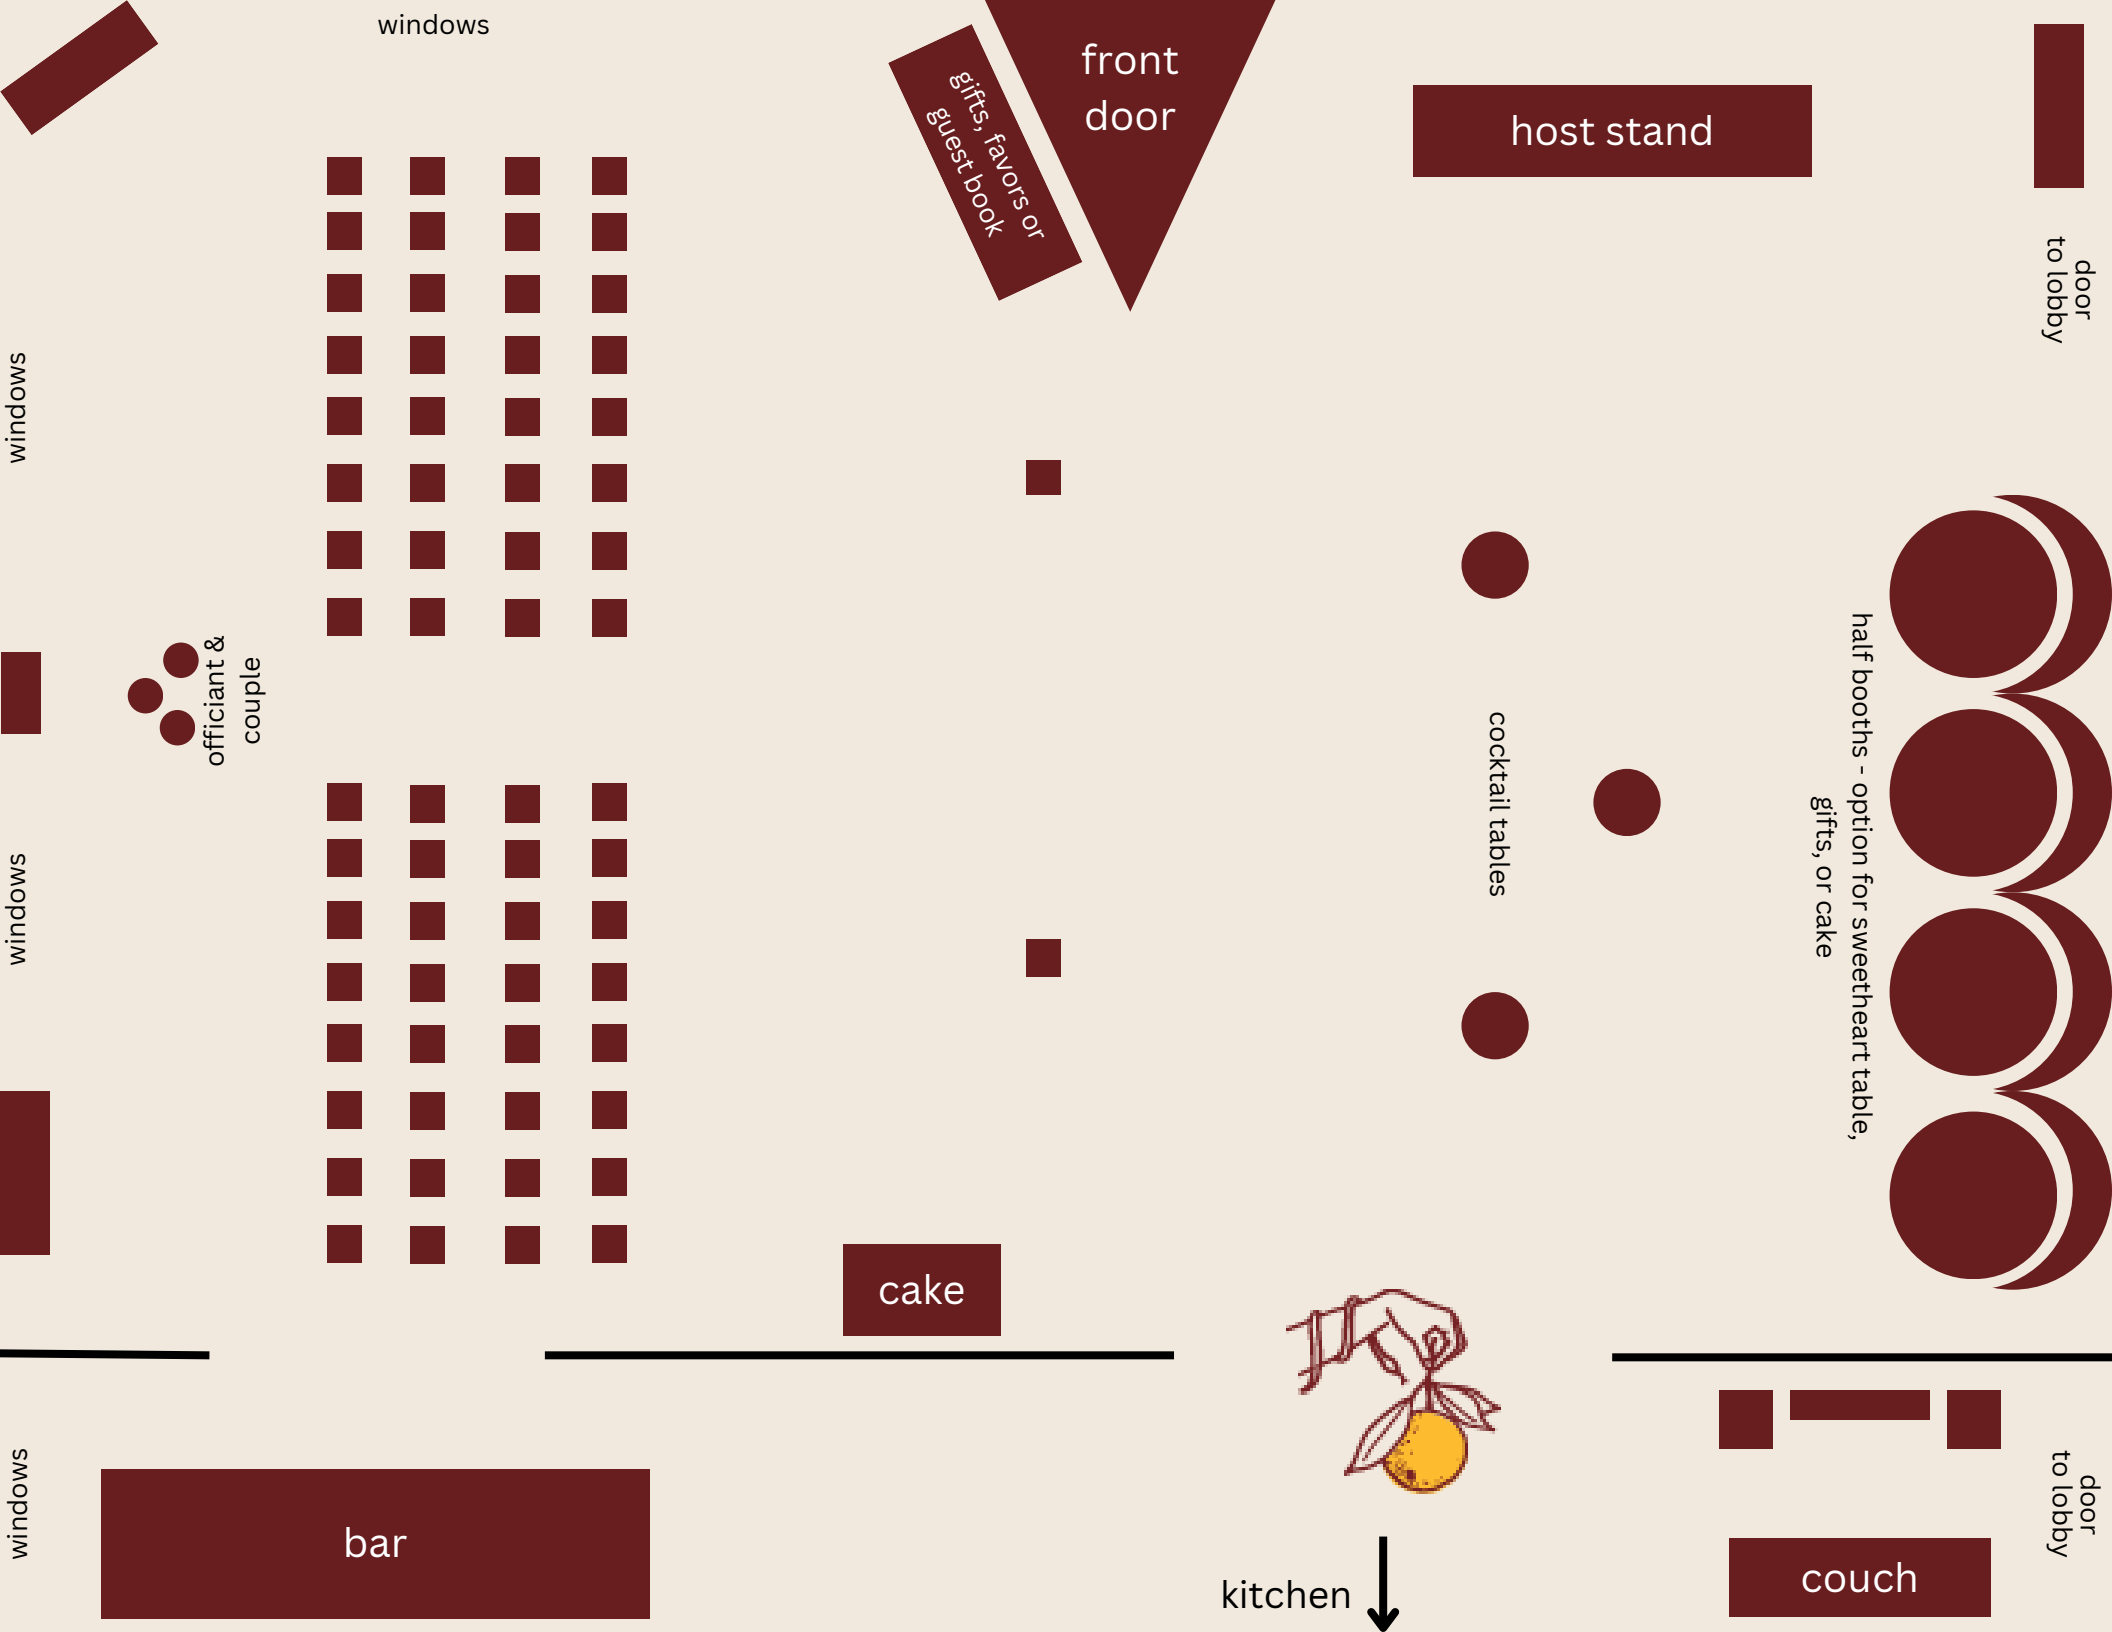 windows
front
door
gifts, favors or
guest book
host stand
door
to lobby
windows
officiant &
couple
cocktail tables
half booths - option for sweetheart table,
gifts, or cake
windows
cake
windows
bar
kitchen
door
to lobby
couch